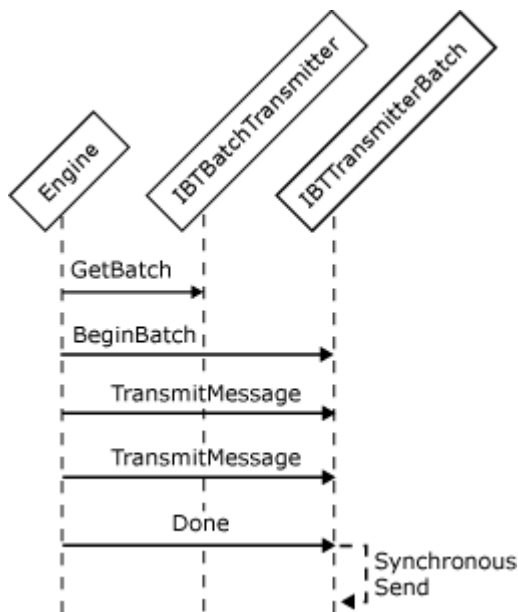 Engine
IBTBatchTransmitter
IBTTransmitterBatch
GetBatch
BeginBatch
TransmitMessage
TransmitMessage
Done
Synchronous
Send